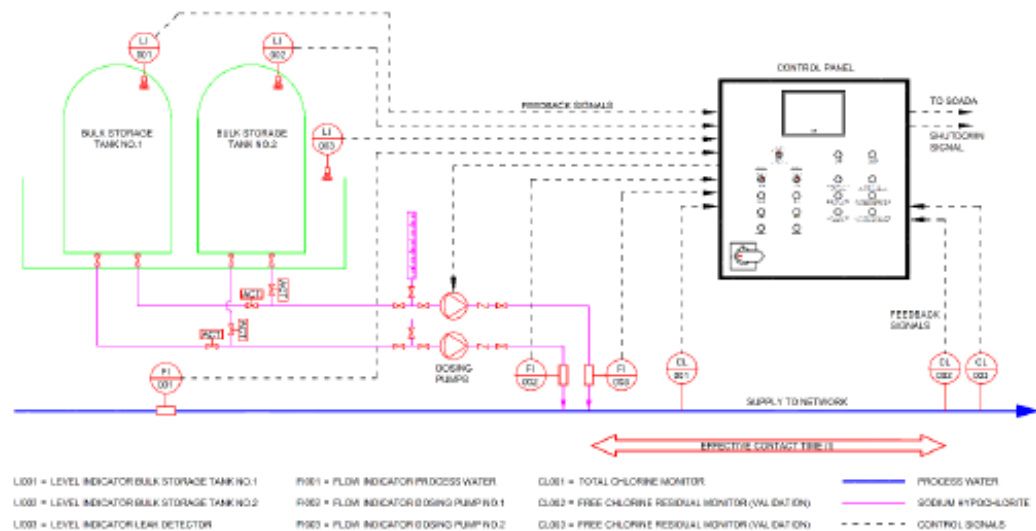 LI
001
LI
002
CONTROL PANEL
BULK STORAGE
TANK NO.1
BULK STORAGE
TANK NO.2
LI
003
FEEDBACK SIGNALS
TO SCADA
SHUTDOWN
SIGNAL
ACT
ACT
ACT
ACT
DOSING
PUMPS
FEEDBACK
SIGNALS
FI
001
FI
002
FI
003
CL
001
CL
002
CL
003
SUPPLY TO NETWORK
EFFECTIVE CONTACT TIME
LI001 = LEVEL INDICATOR BULK STORAGE TANK NO.1
LI002 = LEVEL INDICATOR BULK STORAGE TANK NO.2
LI003 = LEVEL INDICATOR LEAK DETECTOR
FI001 = FLOW INDICATOR PROCESS WATER
FI002 = FLOW INDICATOR DOSING PUMP NO.1
FI003 = FLOW INDICATOR DOSING PUMP NO.2
CL001 = TOTAL CHLORINE MONITOR
CL002 = FREE CHLORINE RESIDUAL MONITOR (VALIDATION)
CL003 = FREE CHLORINE RESIDUAL MONITOR (VALIDATION)
PROCESS WATER
SODIUM HYPOCHLORITE
CONTROL SIGNALS